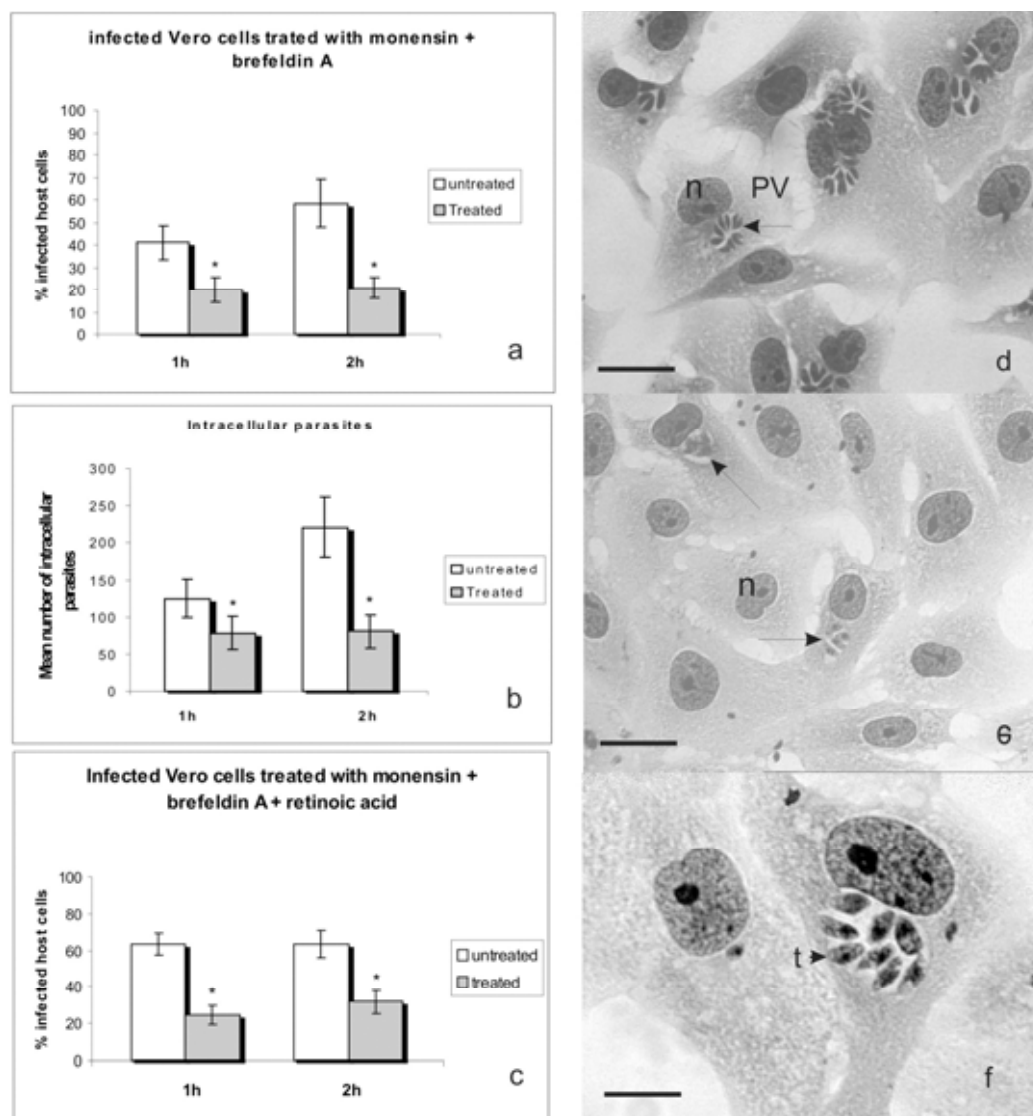 infected Vero cells trated with monensin +
brefeldin A
% infected host cells
100
90
80
70
60
50
40
30
20
10
0
untreated
Treated
*
*
1h
2h
a
Intracellular parasites
Mean number of intracellular
parasites
300
250
200
150
100
50
0
untreated
Treated
*
*
1h
2h
b
Infected Vero cells treated with monensin +
brefeldin A + retinoic acid
% infected host cells
100
80
60
40
20
0
untreated
treated
*
*
1h
2h
c
n
PV
d
n
e
t
f